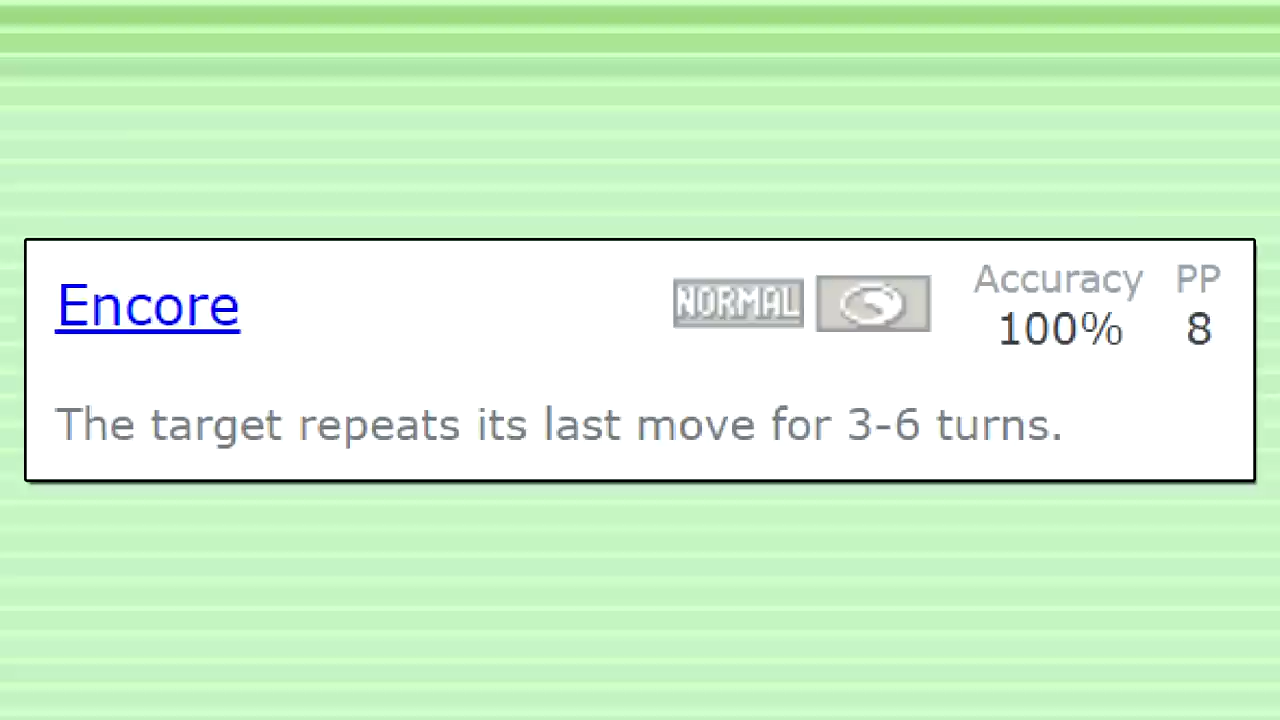 Encore NORMAL Accuracy PP
100% 8
The target repeats its last move for 3-6 turns.